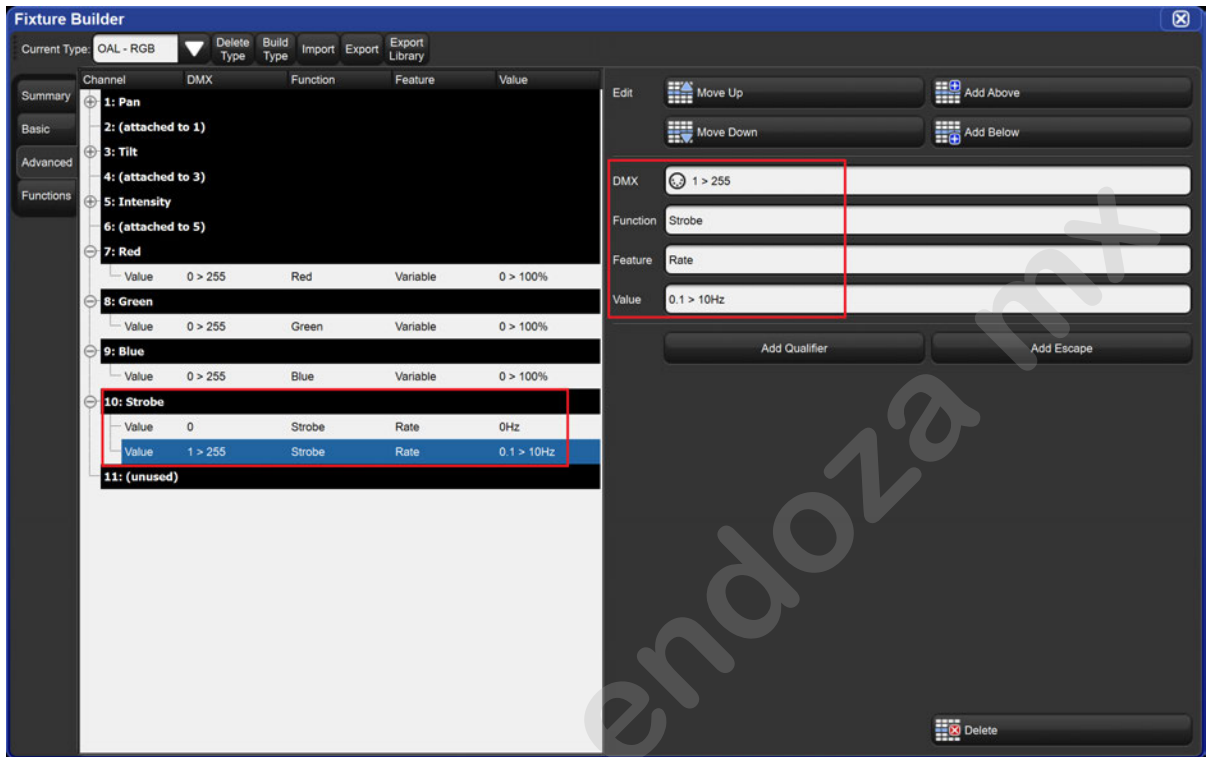 Fixture Builder
Current Type: OAL - RGB Delete Type Build Type Import Export Export Library
Summary
Basic
Advanced
Functions
Channel DMX Function Feature Value
1: Pan
2: (attached to 1)
3: Tilt
4: (attached to 3)
5: Intensity
6: (attached to 5)
7: Red
Value 0 > 255 Red Variable 0 > 100%
8: Green
Value 0 > 255 Green Variable 0 > 100%
9: Blue
Value 0 > 255 Blue Variable 0 > 100%
10: Strobe
Value 0 Strobe Rate 0Hz
Value 1 > 255 Strobe Rate 0.1 > 10Hz
11: (unused)
Edit Move Up Add Above
Move Down Add Below
DMX 1 > 255
Function Strobe
Feature Rate
Value 0.1 > 10Hz
Add Qualifier Add Escape
Delete
endoza mx